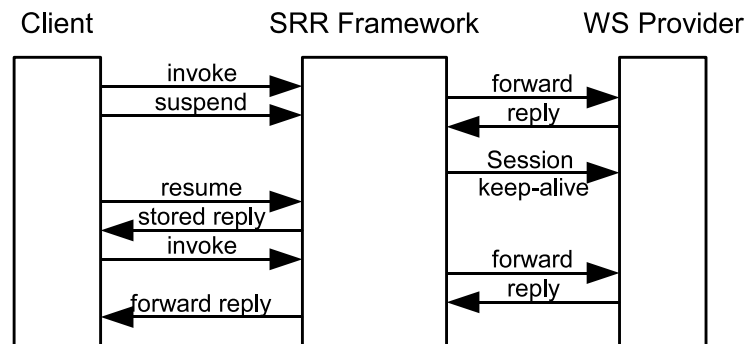 Client SRR Framework WS Provider
invoke
forward
suspend
reply
Session
keep-alive
resume
stored reply
invoke
forward
reply
forward reply